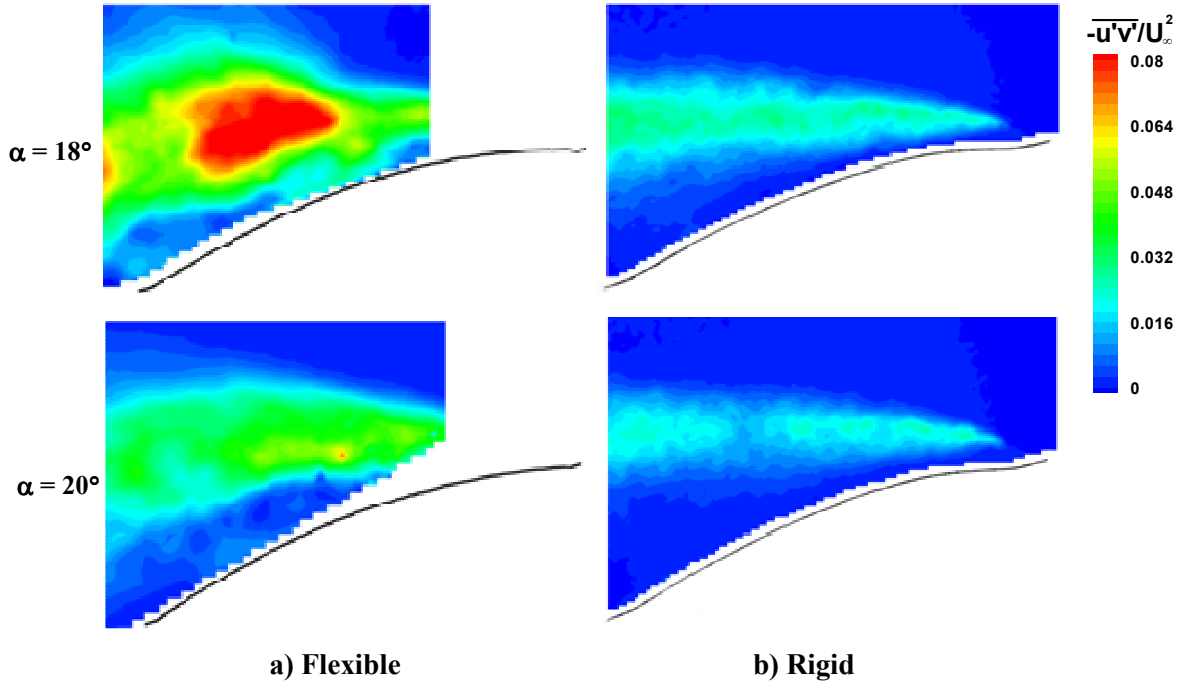 -u'v'/U∞²
0.08
0.064
0.048
0.032
0.016
0
α = 18°
α = 20°
a) Flexible
b) Rigid